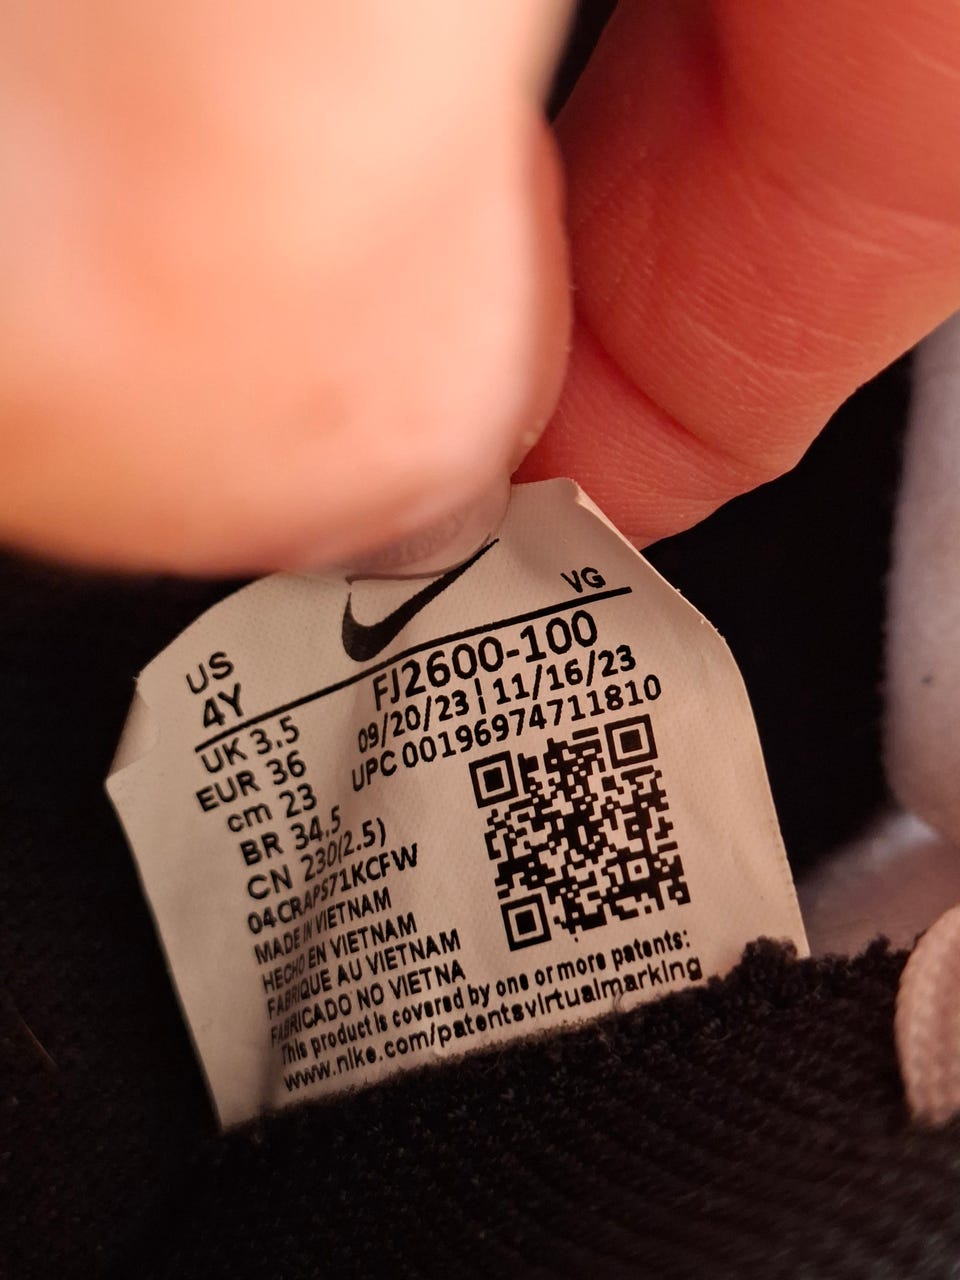 US
4Y
VG
FJ2600-100
09/20/23 | 11/16/23
UPC 00196974711810
UK 3.5
EUR 36
cm 23
BR 34.5
CN 230(2.5)
04CRAPS71KCFW
MADE IN VIETNAM
HECHO EN VIETNAM
FABRIQUE AU VIETNAM
FABRICADO NO VIETNA
This product is covered by one or more patents:
www.nike.com/patentsvirtualmarking